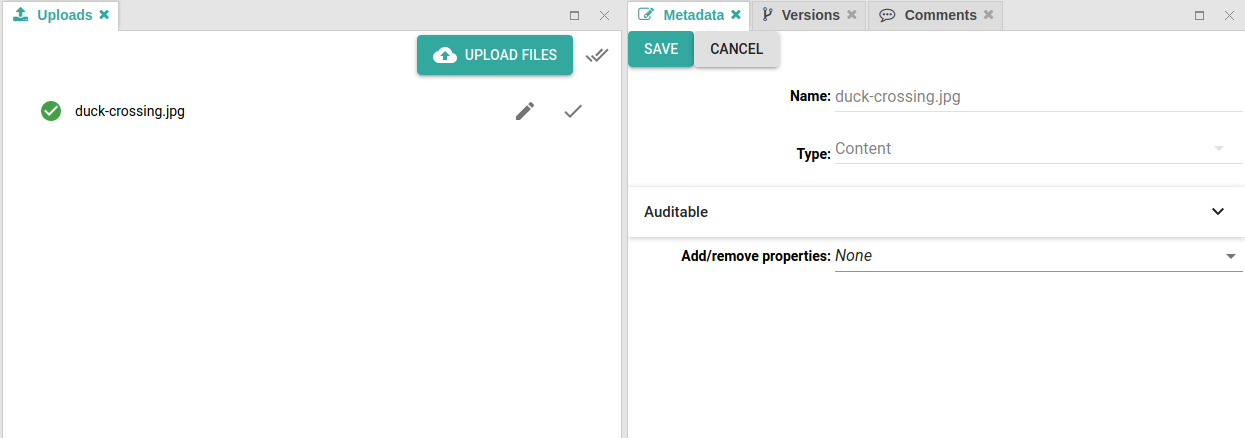 Uploads
UPLOAD FILES
duck-crossing.jpg
Metadata Versions Comments
SAVE CANCEL
Name: duck-crossing.jpg
Type: Content
Auditable
Add/remove properties: None